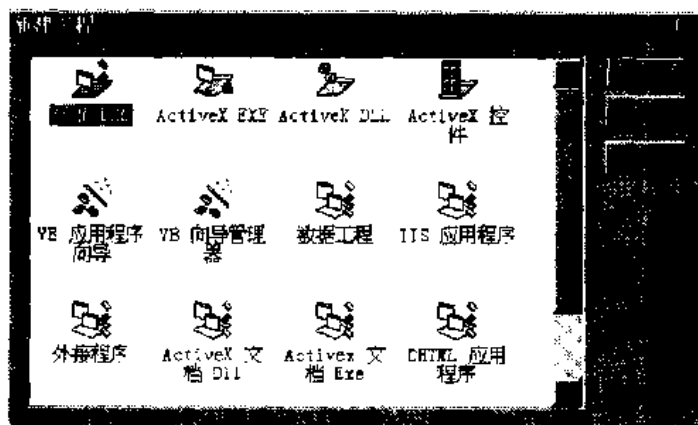 新建工程
ActiveX EXE ActiveX DLL ActiveX 控
件
VB 应用程序 VB 向导管理 数据工程 IIS 应用程序
向导 器
外接程序 ActiveX 文 Activex 文 DHTML 应用
档 Dll 档 Exe 程序